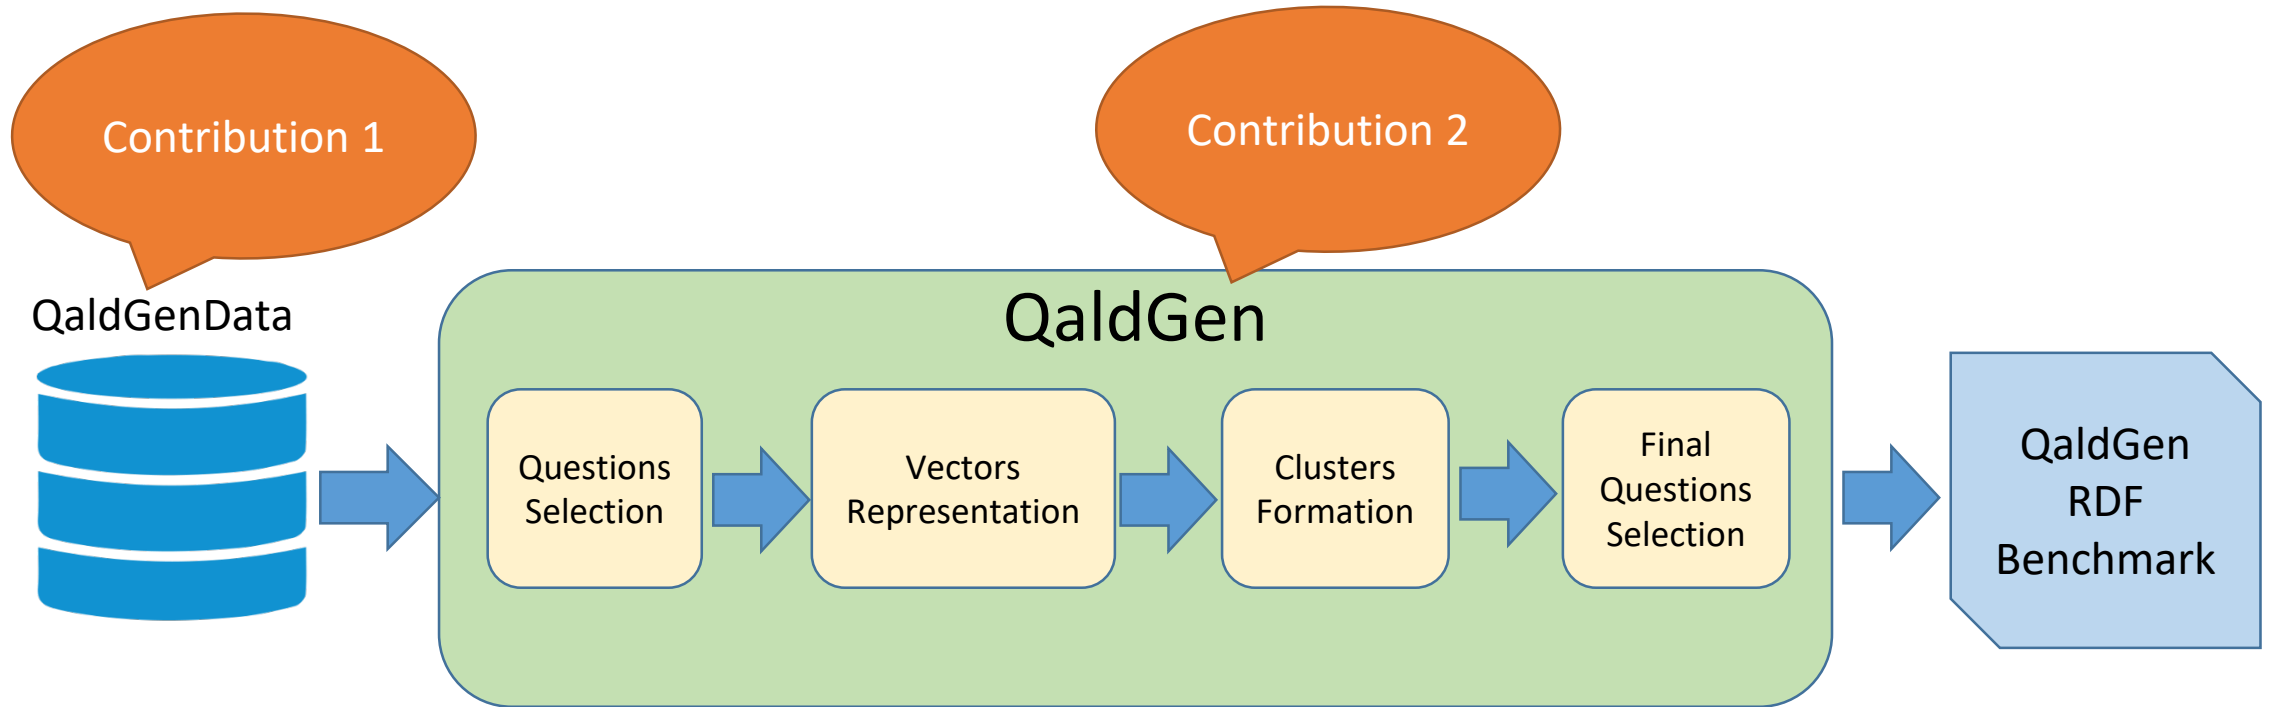 Contribution 1
Contribution 2
QaldGenData
QaldGen
Questions
Selection
Vectors
Representation
Clusters
Formation
Final
Questions
Selection
QaldGen
RDF
Benchmark